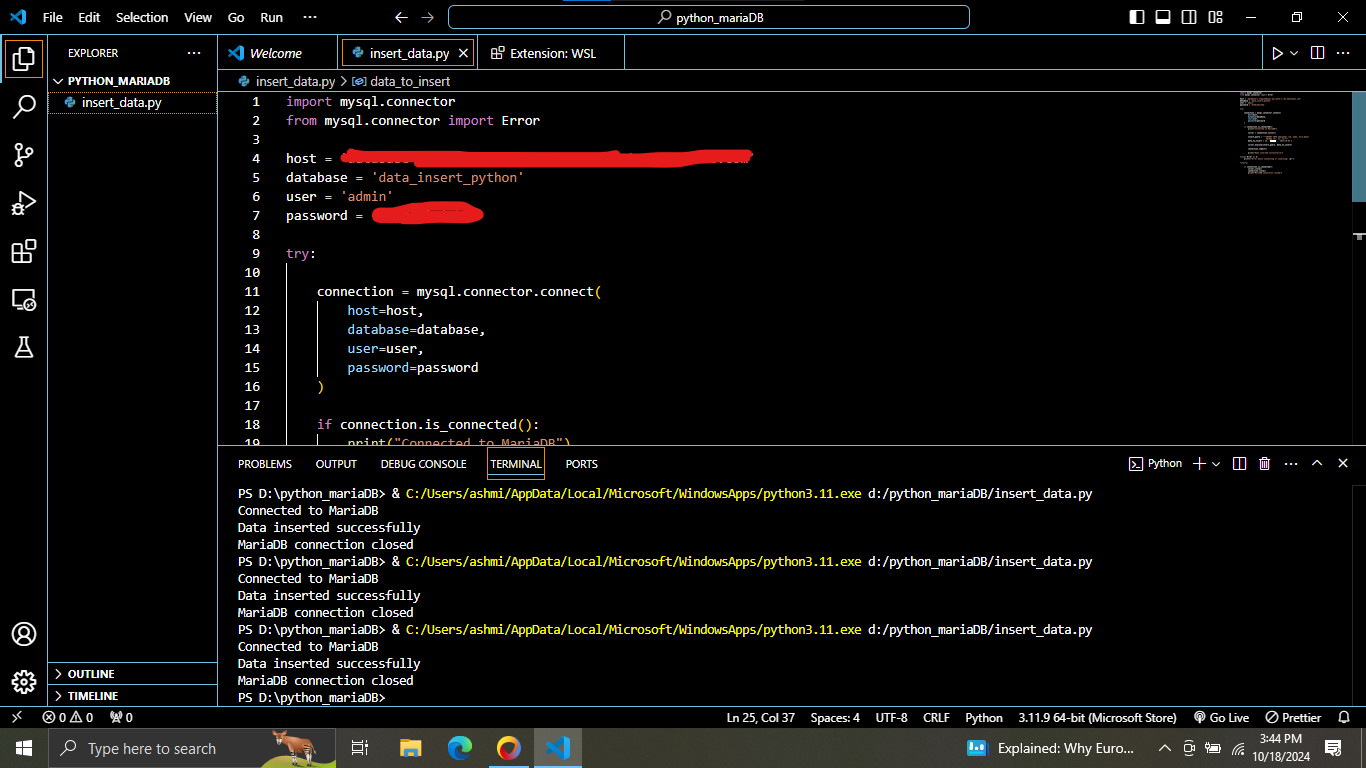 File Edit Selection View Go Run ··· python_mariaDB
EXPLORER ···
PYTHON_MARIADB
insert_data.py
OUTLINE
TIMELINE
Welcome insert_data.py Extension: WSL
insert_data.py > data_to_insert
1 import mysql.connector
2 from mysql.connector import Error
3
4 host =
5 database = 'data_insert_python'
6 user = 'admin'
7 password =
8
9 try:
10
11 connection = mysql.connector.connect(
12 host=host,
13 database=database,
14 user=user,
15 password=password
16 )
17
18 if connection.is_connected():
19 print("Connected to MariaDB")
PROBLEMS OUTPUT DEBUG CONSOLE TERMINAL PORTS Python
PS D:\python_mariaDB> & C:/Users/ashmi/AppData/Local/Microsoft/WindowsApps/python3.11.exe d:/python_mariaDB/insert_data.py
Connected to MariaDB
Data inserted successfully
MariaDB connection closed
PS D:\python_mariaDB> & C:/Users/ashmi/AppData/Local/Microsoft/WindowsApps/python3.11.exe d:/python_mariaDB/insert_data.py
Connected to MariaDB
Data inserted successfully
MariaDB connection closed
PS D:\python_mariaDB> & C:/Users/ashmi/AppData/Local/Microsoft/WindowsApps/python3.11.exe d:/python_mariaDB/insert_data.py
Connected to MariaDB
Data inserted successfully
MariaDB connection closed
PS D:\python_mariaDB>
0 0 0 Ln 25, Col 37 Spaces: 4 UTF-8 CRLF Python 3.11.9 64-bit (Microsoft Store) Go Live Prettier
Type here to search Explained: Why Euro... 3:44 PM
10/18/2024